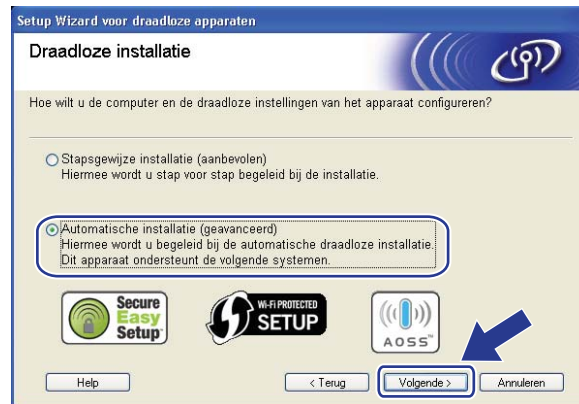 Setup Wizard voor draadloze apparaten
Draadloze installatie
Hoe wilt u de computer en de draadloze instellingen van het apparaat configureren?
Stapsgewijze installatie (aanbevolen)
Hiermee wordt u stap voor stap begeleid bij de installatie.
Automatische installatie (geavanceerd)
Hiermee wordt u begeleid bij de automatische draadloze installatie.
Dit apparaat ondersteunt de volgende systemen.
Secure
Easy
Setup
Wi-Fi PROTECTED
SETUP
AOSS™
Help
< Terug
Volgende >
Annuleren